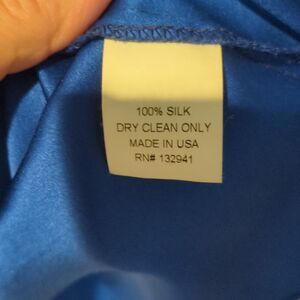 100% SILK
DRY CLEAN ONLY
MADE IN USA
RN# 132941